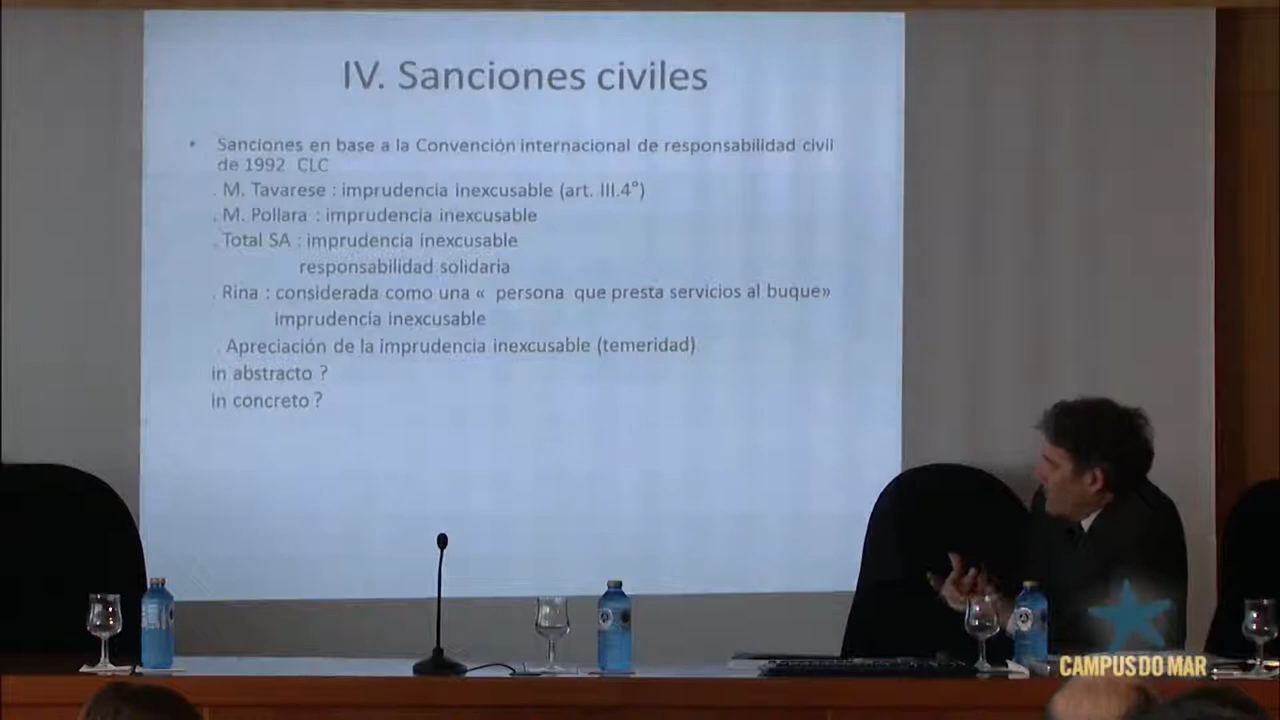 IV. Sanciones civiles
• Sanciones en base a la Convención internacional de responsabilidad civil
de 1992 CLC
. M. Tavarese : imprudencia inexcusable (art. III.4°)
. M. Pollara : imprudencia inexcusable
. Total SA : imprudencia inexcusable
responsabilidad solidaria
. Rina : considerada como una « persona que presta servicios al buque»
imprudencia inexcusable
. Apreciación de la imprudencia inexcusable (temeridad)
in abstracto ?
in concreto ?
CAMPUS DO MAR